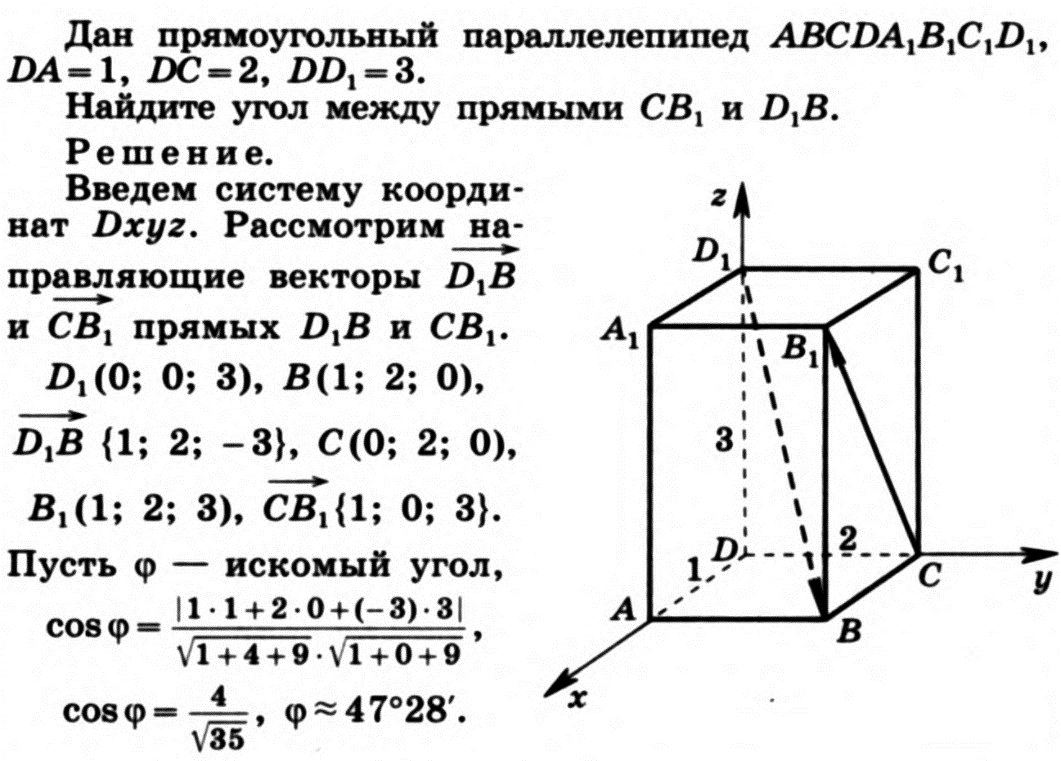 Дан прямоугольный параллелепипед ABCDA₁B₁C₁D₁,
DA = 1, DC = 2, DD₁ = 3.
Найдите угол между прямыми CB₁ и D₁B.
Решение.
Введем систему коорди-
нат Dxyz. Рассмотрим на-
правляющие векторы D₁B
и CB₁ прямых D₁B и CB₁.
D₁(0; 0; 3), B(1; 2; 0),
D₁B {1; 2; −3}, C(0; 2; 0),
B₁(1; 2; 3), CB₁{1; 0; 3}.
Пусть φ — искомый угол,
cos φ = |1·1+2·0+(−3)·3| / √1+4+9·√1+0+9,
cos φ = 4/√35, φ ≈ 47°28′.
z
D₁
C₁
A₁
B₁
3
D
2
1
C
y
A
B
x